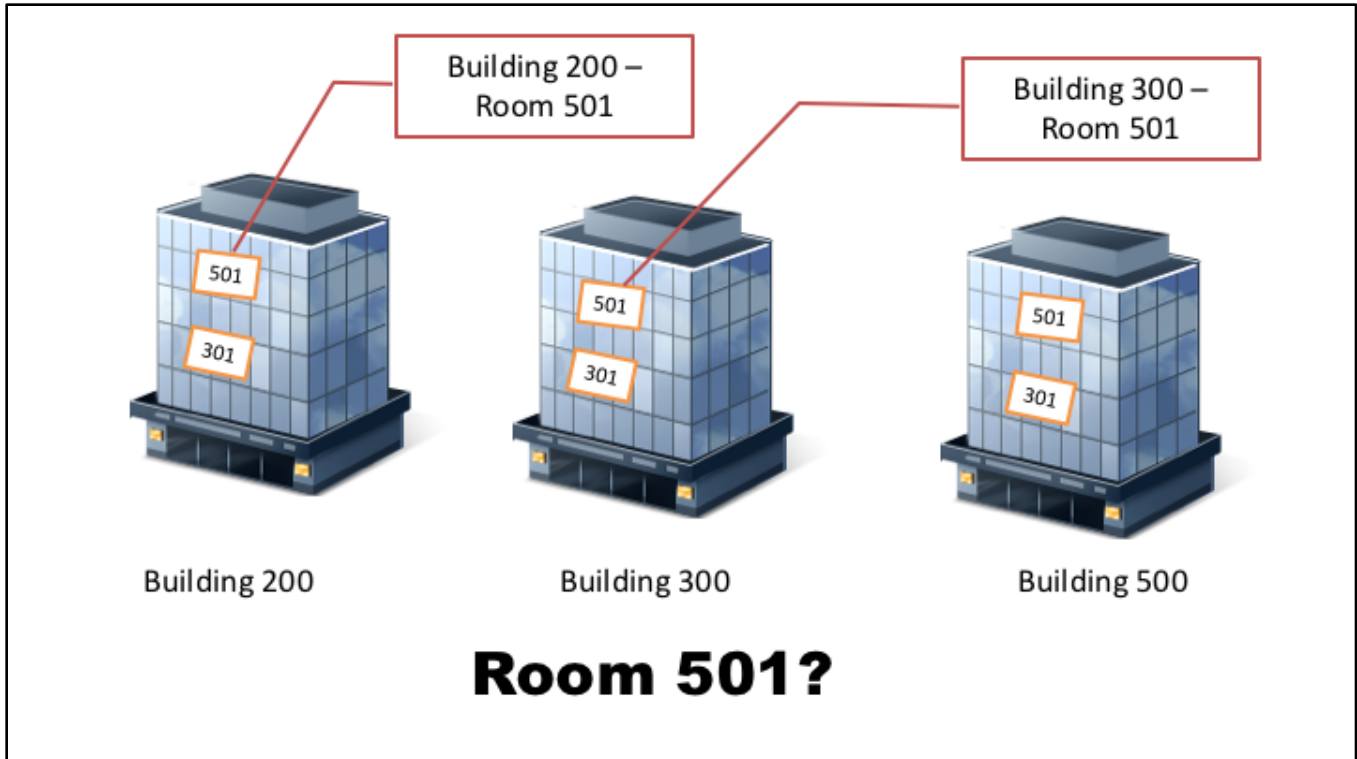 Building 200 –
Room 501
Building 300 –
Room 501
501
301
501
301
501
301
Building 200
Building 300
Building 500
Room 501?